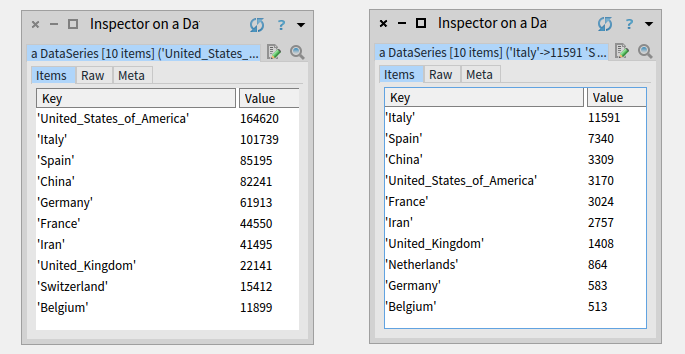 Inspector on a Da
?
a DataSeries [10 items] ('United_States_...
Items Raw Meta
Key Value
'United_States_of_America' 164620
'Italy' 101739
'Spain' 85195
'China' 82241
'Germany' 61913
'France' 44550
'Iran' 41495
'United_Kingdom' 22141
'Switzerland' 15412
'Belgium' 11899
Inspector on a Da
?
a DataSeries [10 items] ('Italy'->11591 'S...
Items Raw Meta
Key Value
'Italy' 11591
'Spain' 7340
'China' 3309
'United_States_of_America' 3170
'France' 3024
'Iran' 2757
'United_Kingdom' 1408
'Netherlands' 864
'Germany' 583
'Belgium' 513